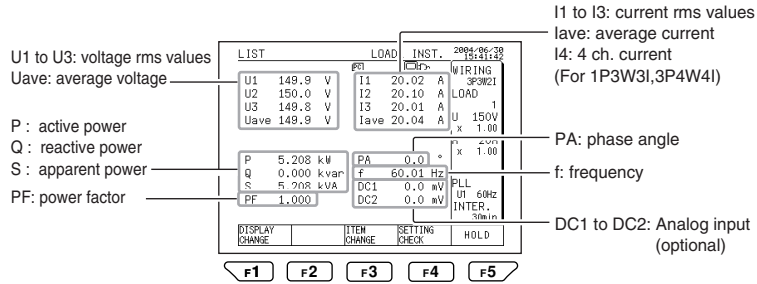 I1 to I3: current rms values
Iave: average current
I4: 4 ch. current
(For 1P3W3I,3P4W4I)
U1 to U3: voltage rms values
Uave: average voltage
P : active power
Q : reactive power
S : apparent power
PF: power factor
LIST LOAD INST. 2004/06/30
15:41:42
PC
U1 149.9 V I1 20.02 A
U2 150.0 V I2 20.10 A
U3 149.8 V I3 20.01 A
Uave 149.9 V Iave 20.04 A
P 5.208 kW PA 0.0 °
Q 0.000 kvar f 60.01 Hz
S 5.208 kVA DC1 0.0 mV
PF 1.000 DC2 0.0 mV
WIRING
3P3W2I
LOAD
1
U 150V
x 1.00
20A
x 1.00
PLL
U1 60Hz
INTER.
30min
PA: phase angle
f: frequency
DC1 to DC2: Analog input
(optional)
DISPLAY CHANGE
ITEM CHANGE
SETTING CHECK
HOLD
F1 F2 F3 F4 F5